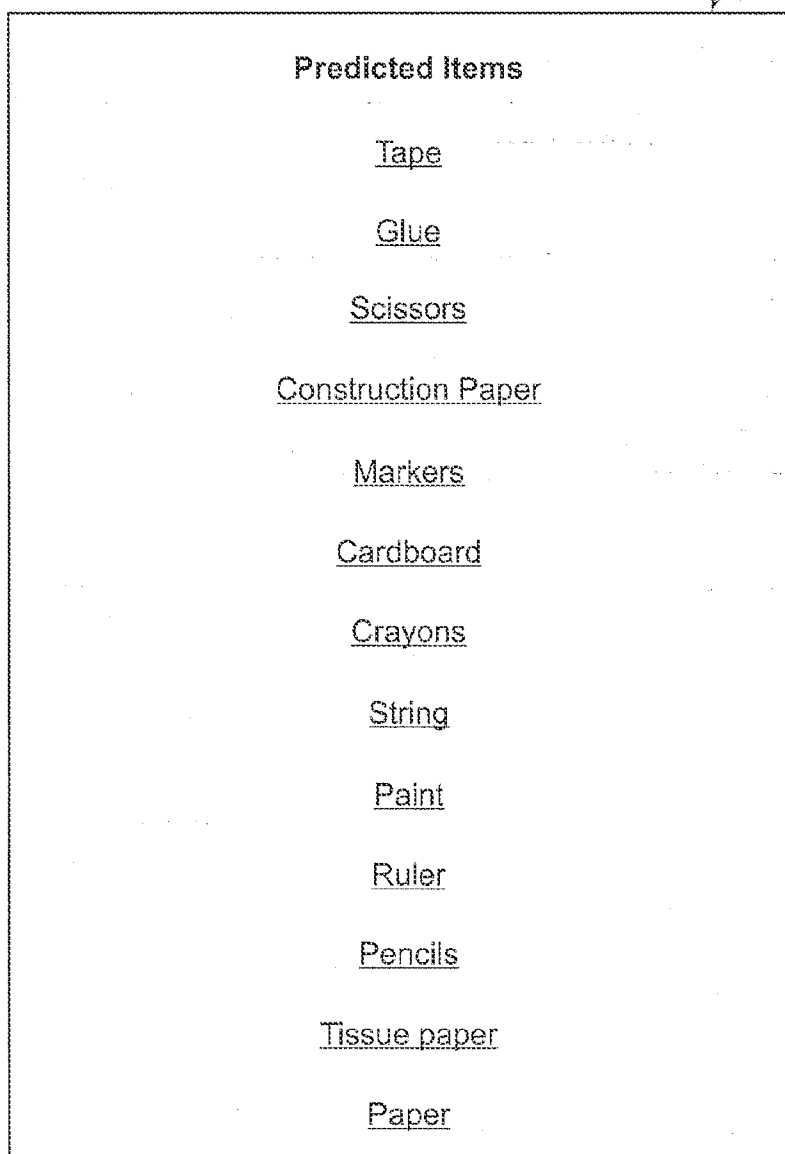 Predicted Items
Tape
Glue
Scissors
Construction Paper
Markers
Cardboard
Crayons
String
Paint
Ruler
Pencils
Tissue paper
Paper